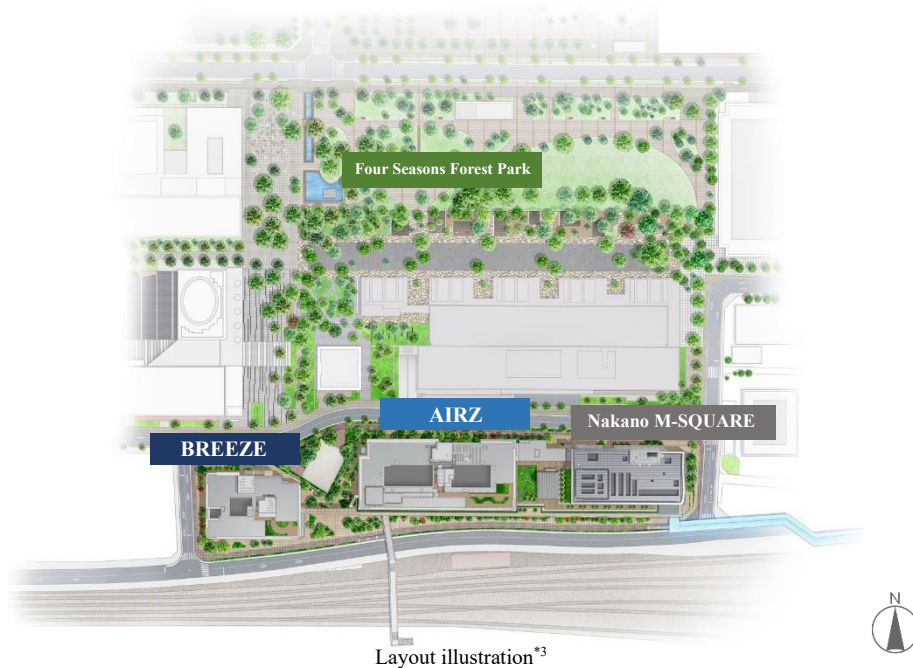 Four Seasons Forest Park
AIRZ
Nakano M-SQUARE
BREEZE
N
Layout illustration*3